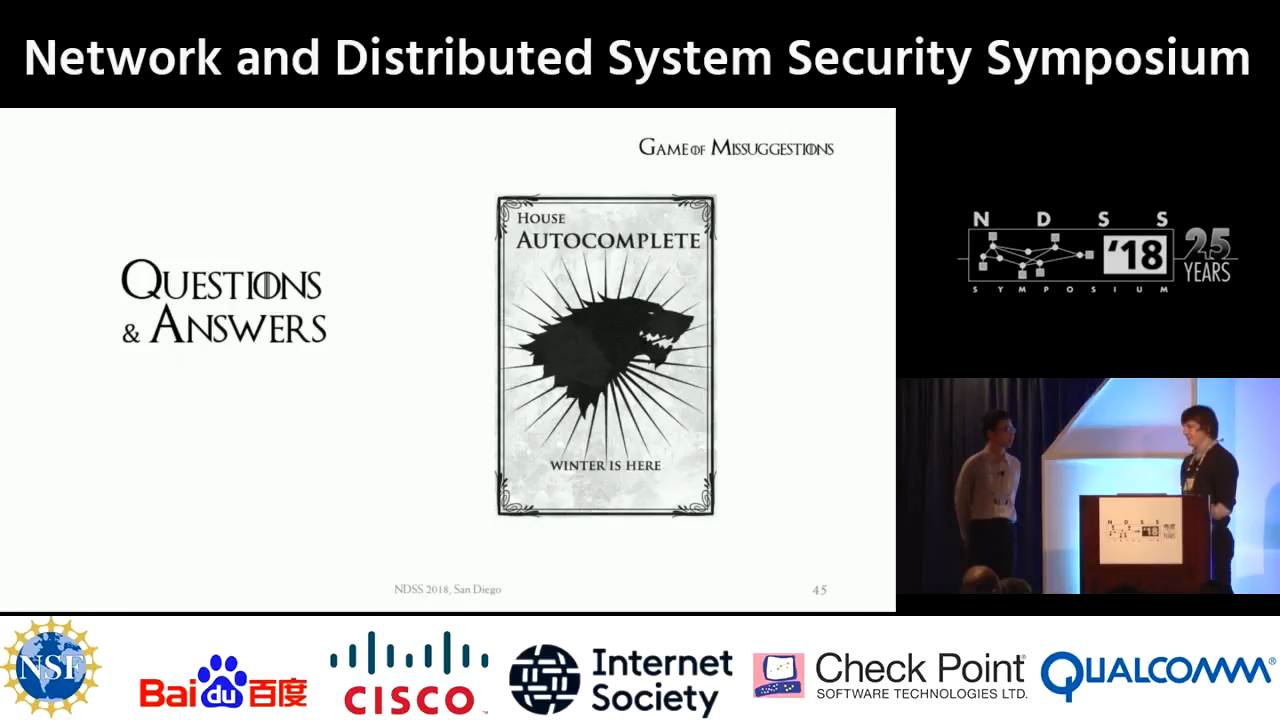 Network and Distributed System Security Symposium
GAME OF MISSUGGESTIONS
HOUSE
AUTOCOMPLETE
QUESTIONS
& ANSWERS
WINTER IS HERE
NDSS 2018, San Diego
45
N D S S
'18
25
YEARS
SYMPOSIUM
N D S S
'18
NSF
Baidu百度
CISCO
Internet
Society
Check Point
SOFTWARE TECHNOLOGIES LTD.
QUALCOMM®